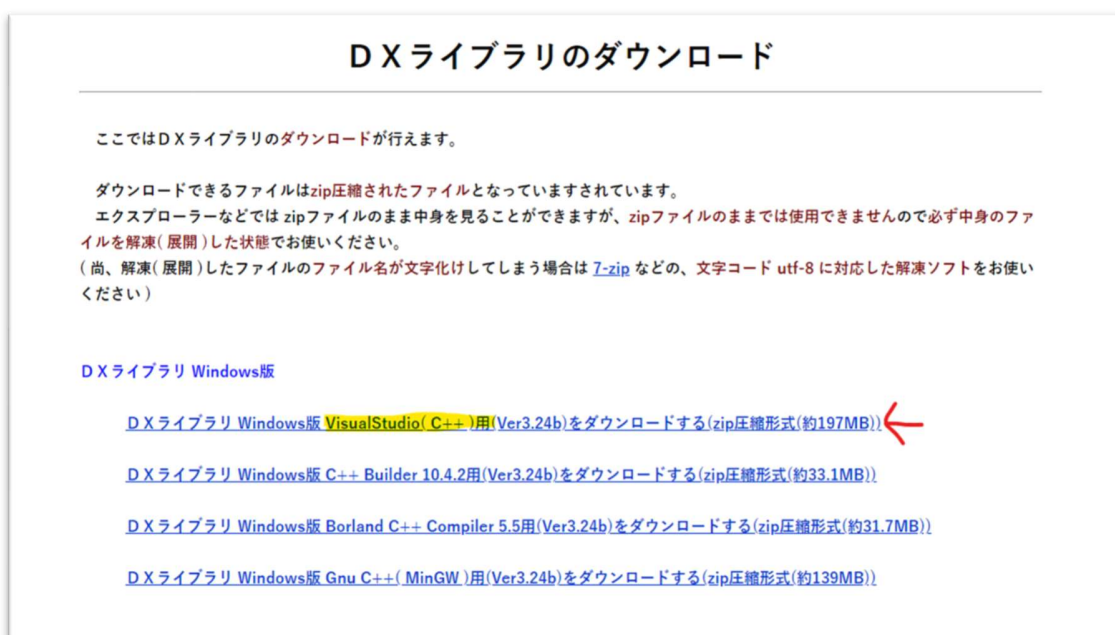 ＤＸライブラリのダウンロード
ここではＤＸライブラリのダウンロードが行えます。
ダウンロードできるファイルはzip圧縮されたファイルとなっていますされています。
エクスプローラーなどでは zipファイルのまま中身を見ることができますが、zipファイルのままでは使用できませんので必ず中身のファ
イルを解凍( 展開 )した状態でお使いください。
( 尚、解凍( 展開 )したファイルのファイル名が文字化けしてしまう場合は 7-zip などの、文字コード utf-8 に対応した解凍ソフトをお使い
ください )
ＤＸライブラリ Windows版
ＤＸライブラリ Windows版 VisualStudio( C++ )用(Ver3.24b)をダウンロードする(zip圧縮形式(約197MB))
ＤＸライブラリ Windows版 C++ Builder 10.4.2用(Ver3.24b)をダウンロードする(zip圧縮形式(約33.1MB))
ＤＸライブラリ Windows版 Borland C++ Compiler 5.5用(Ver3.24b)をダウンロードする(zip圧縮形式(約31.7MB))
ＤＸライブラリ Windows版 Gnu C++( MinGW )用(Ver3.24b)をダウンロードする(zip圧縮形式(約139MB))